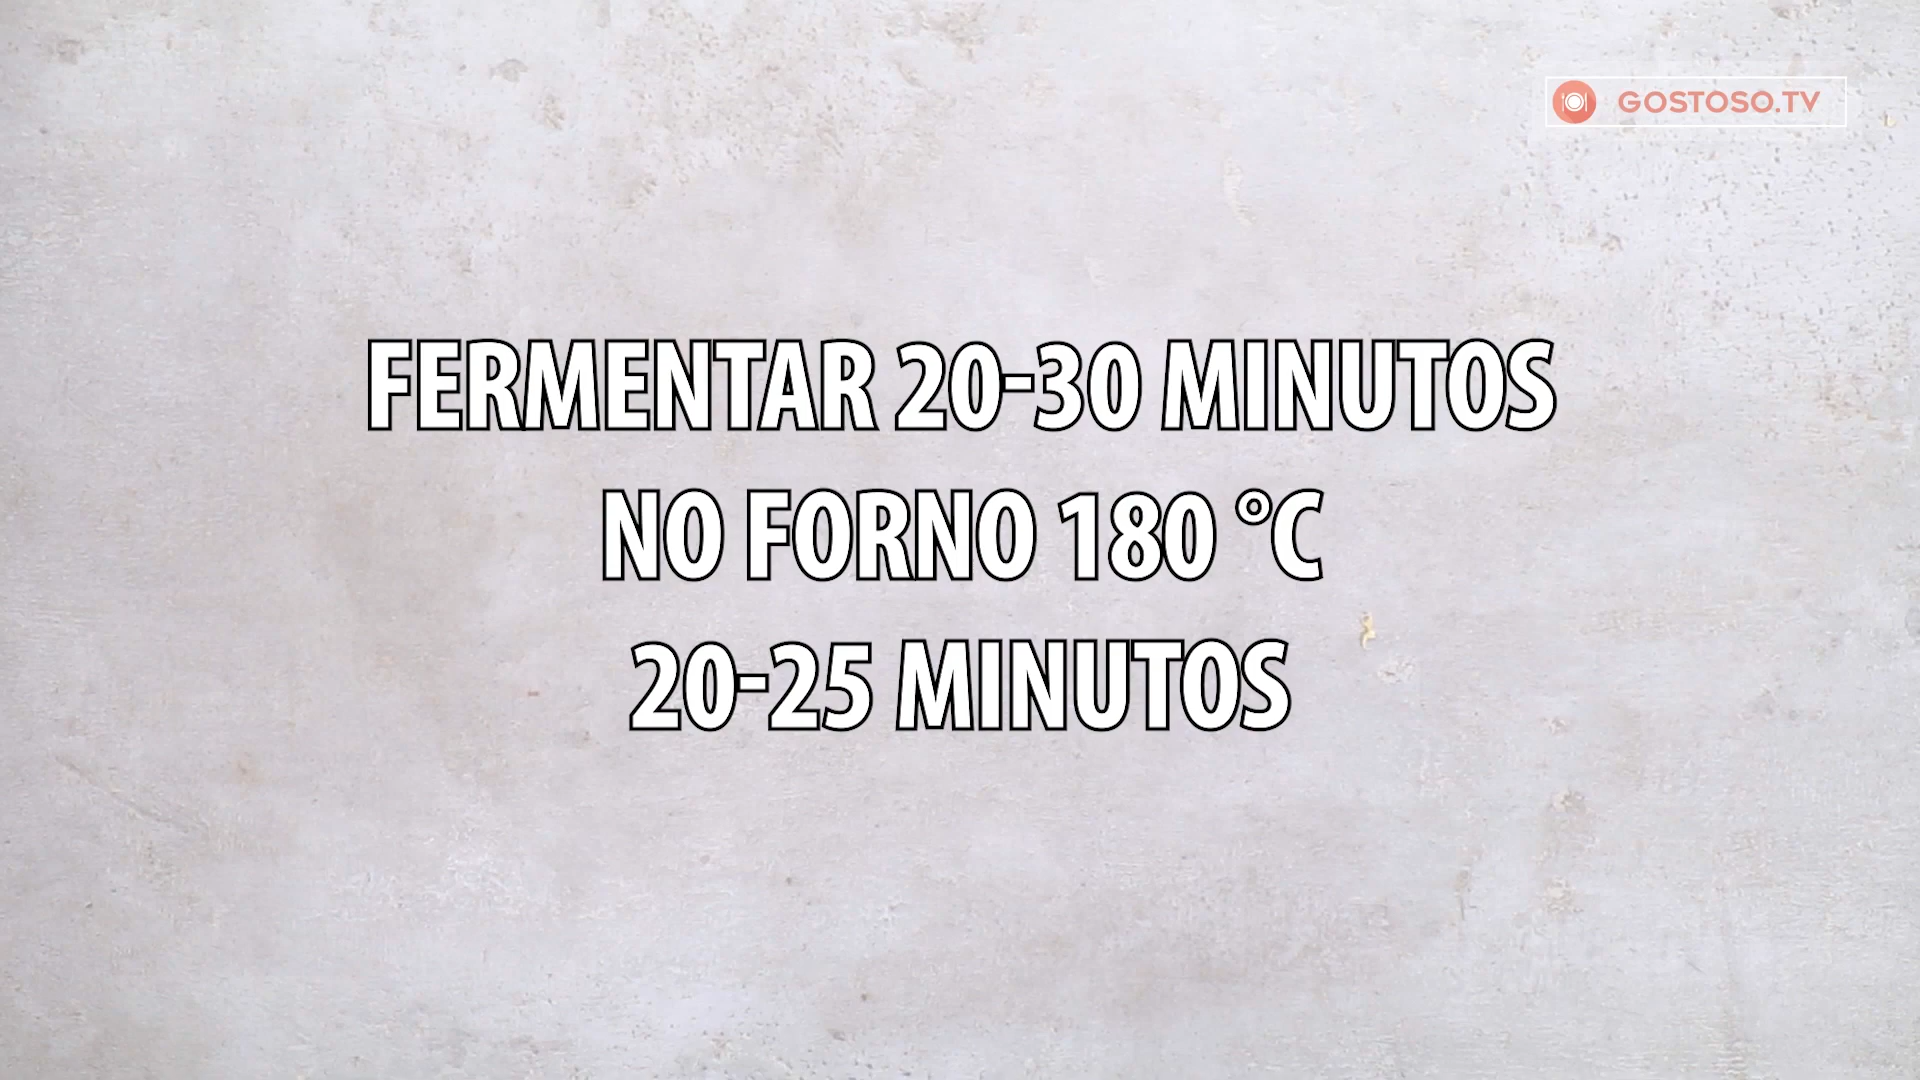 GOSTOSO.TV
FERMENTAR 20-30 MINUTOS
NO FORNO 180 °C
20-25 MINUTOS